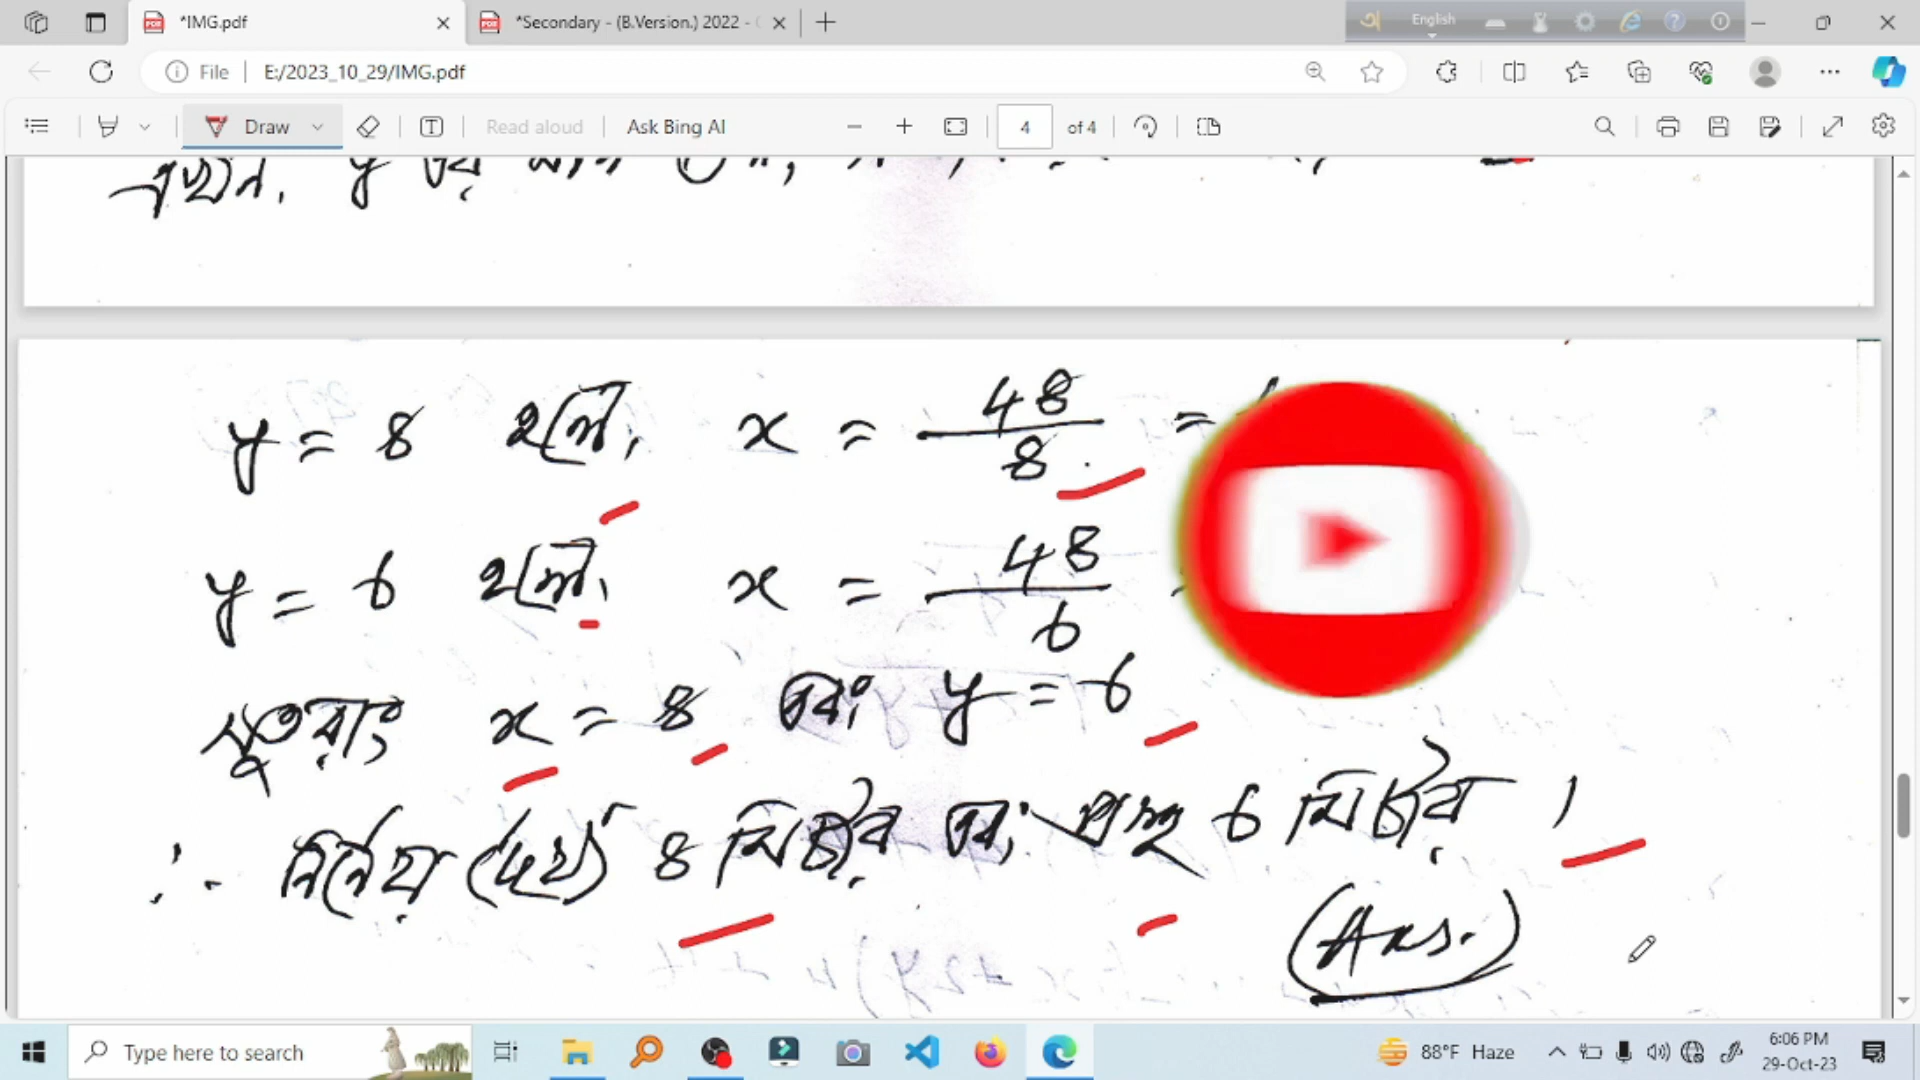 *IMG.pdf
*Secondary - (B.Version.) 2022 -
English
File
E:/2023_10_29/IMG.pdf
Draw
Read aloud
Ask Bing AI
4
of 4
এখন, y এর মান
y = 8 হলে, x = 48/8 =
y = 6 হলে, x = 48/6
সুতরাং x = 8 এবং y = 6
∴ নির্ণেয় দৈর্ঘ্য 8 মিটার এবং প্রস্থ 6 মিটার ।
(Ans.)
Type here to search
88°F Haze
6:06 PM
29-Oct-23